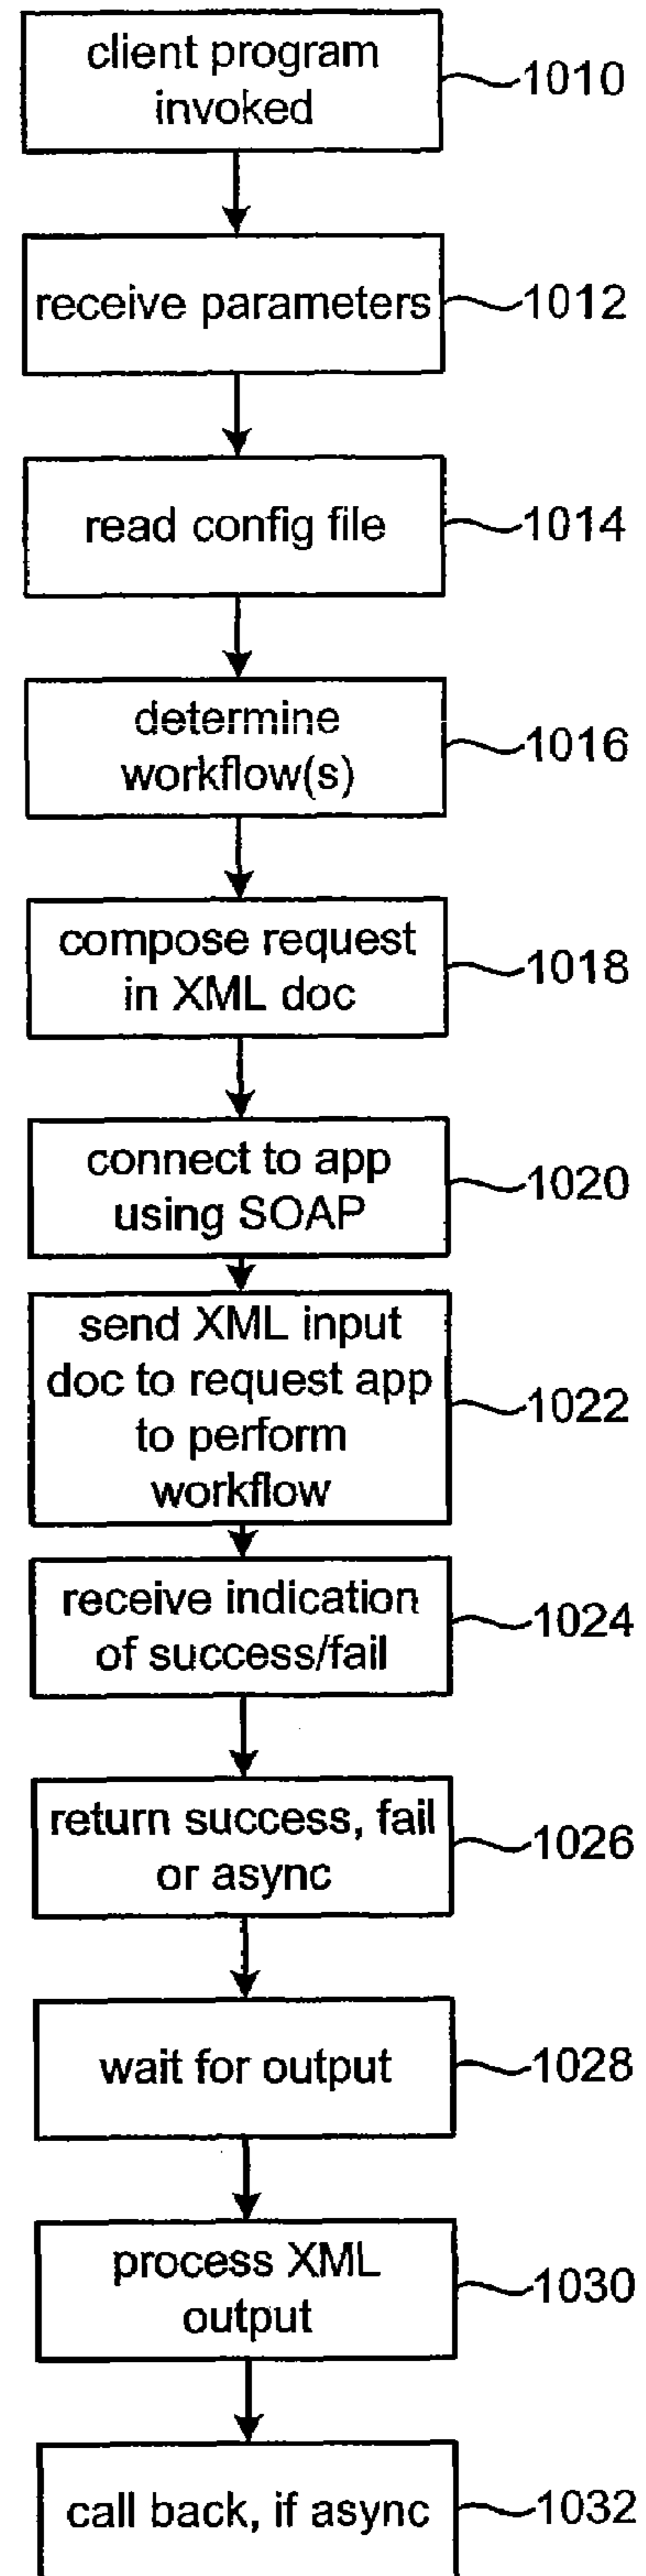 client program
invoked
1010
receive parameters
1012
read config file
1014
determine
workflow(s)
1016
compose request
in XML doc
1018
connect to app
using SOAP
1020
send XML input
doc to request app
to perform
workflow
1022
receive indication
of success/fail
1024
return success, fail
or async
1026
wait for output
1028
process XML
output
1030
call back, if async
1032